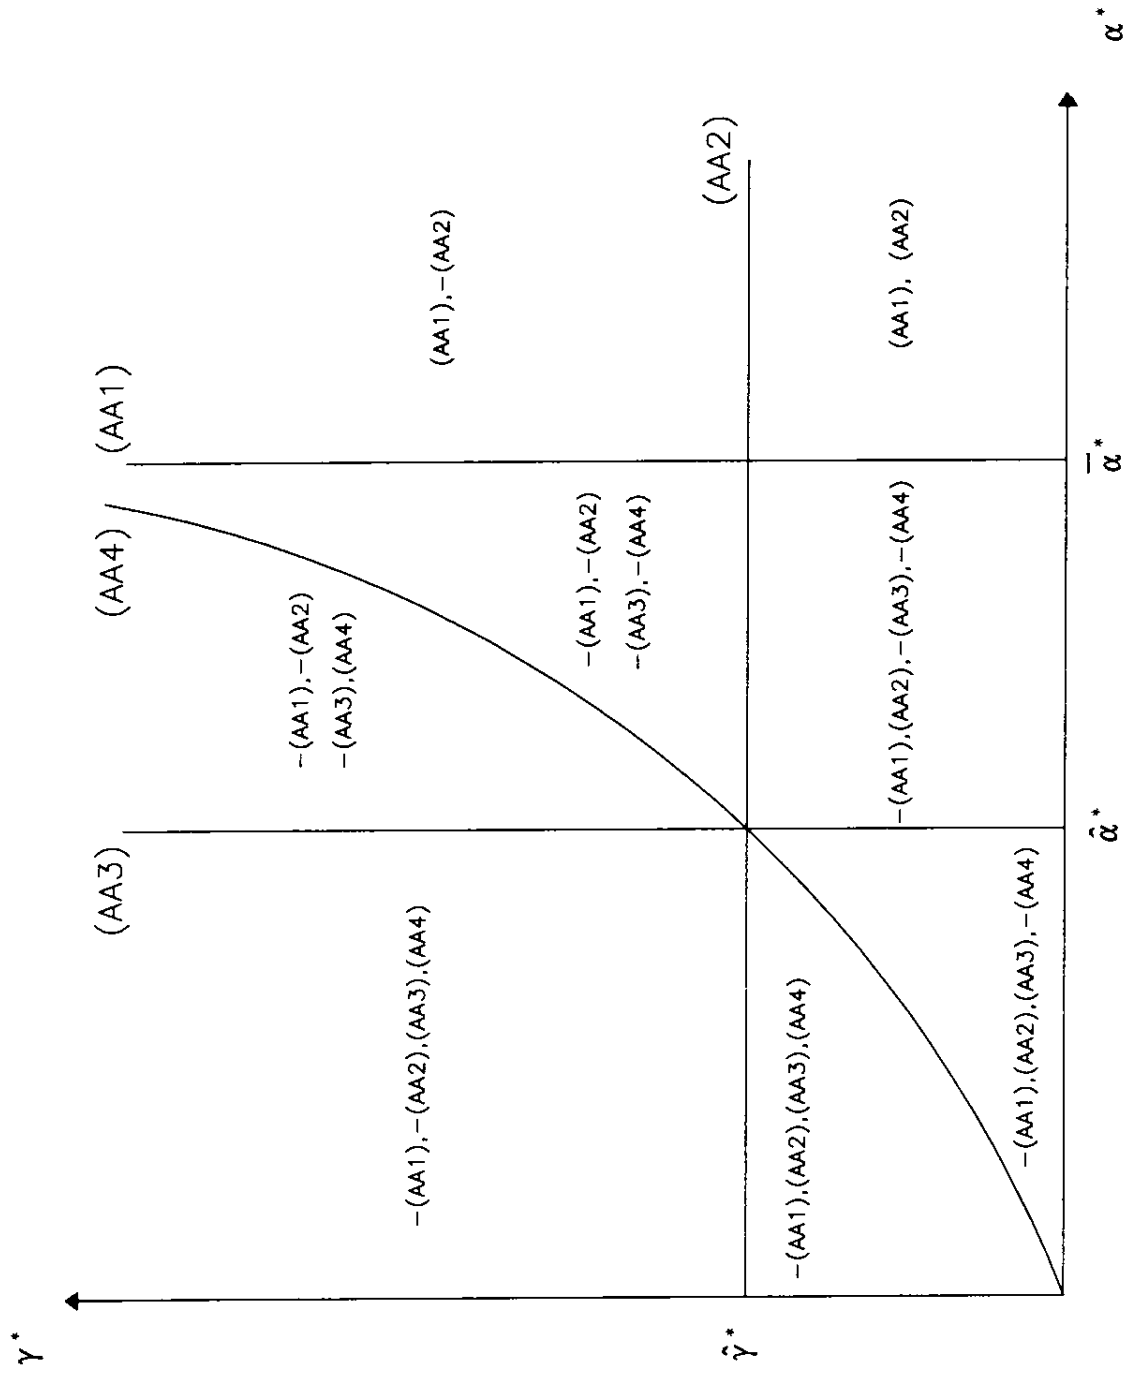 γ*
(AA3)
(AA4)
(AA1)
-(AA1),-(AA2)
-(AA3),(AA4)
-(AA1),-(AA2),(AA3),(AA4)
(AA1),-(AA2)
-(AA1),-(AA2)
-(AA3),-(AA4)
(AA2)
γ̂*
-(AA1),(AA2),(AA3),(AA4)
-(AA1),(AA2),-(AA3),-(AA4)
(AA1), (AA2)
-(AA1),(AA2),(AA3),-(AA4)
α̂*
ᾱ*
α*